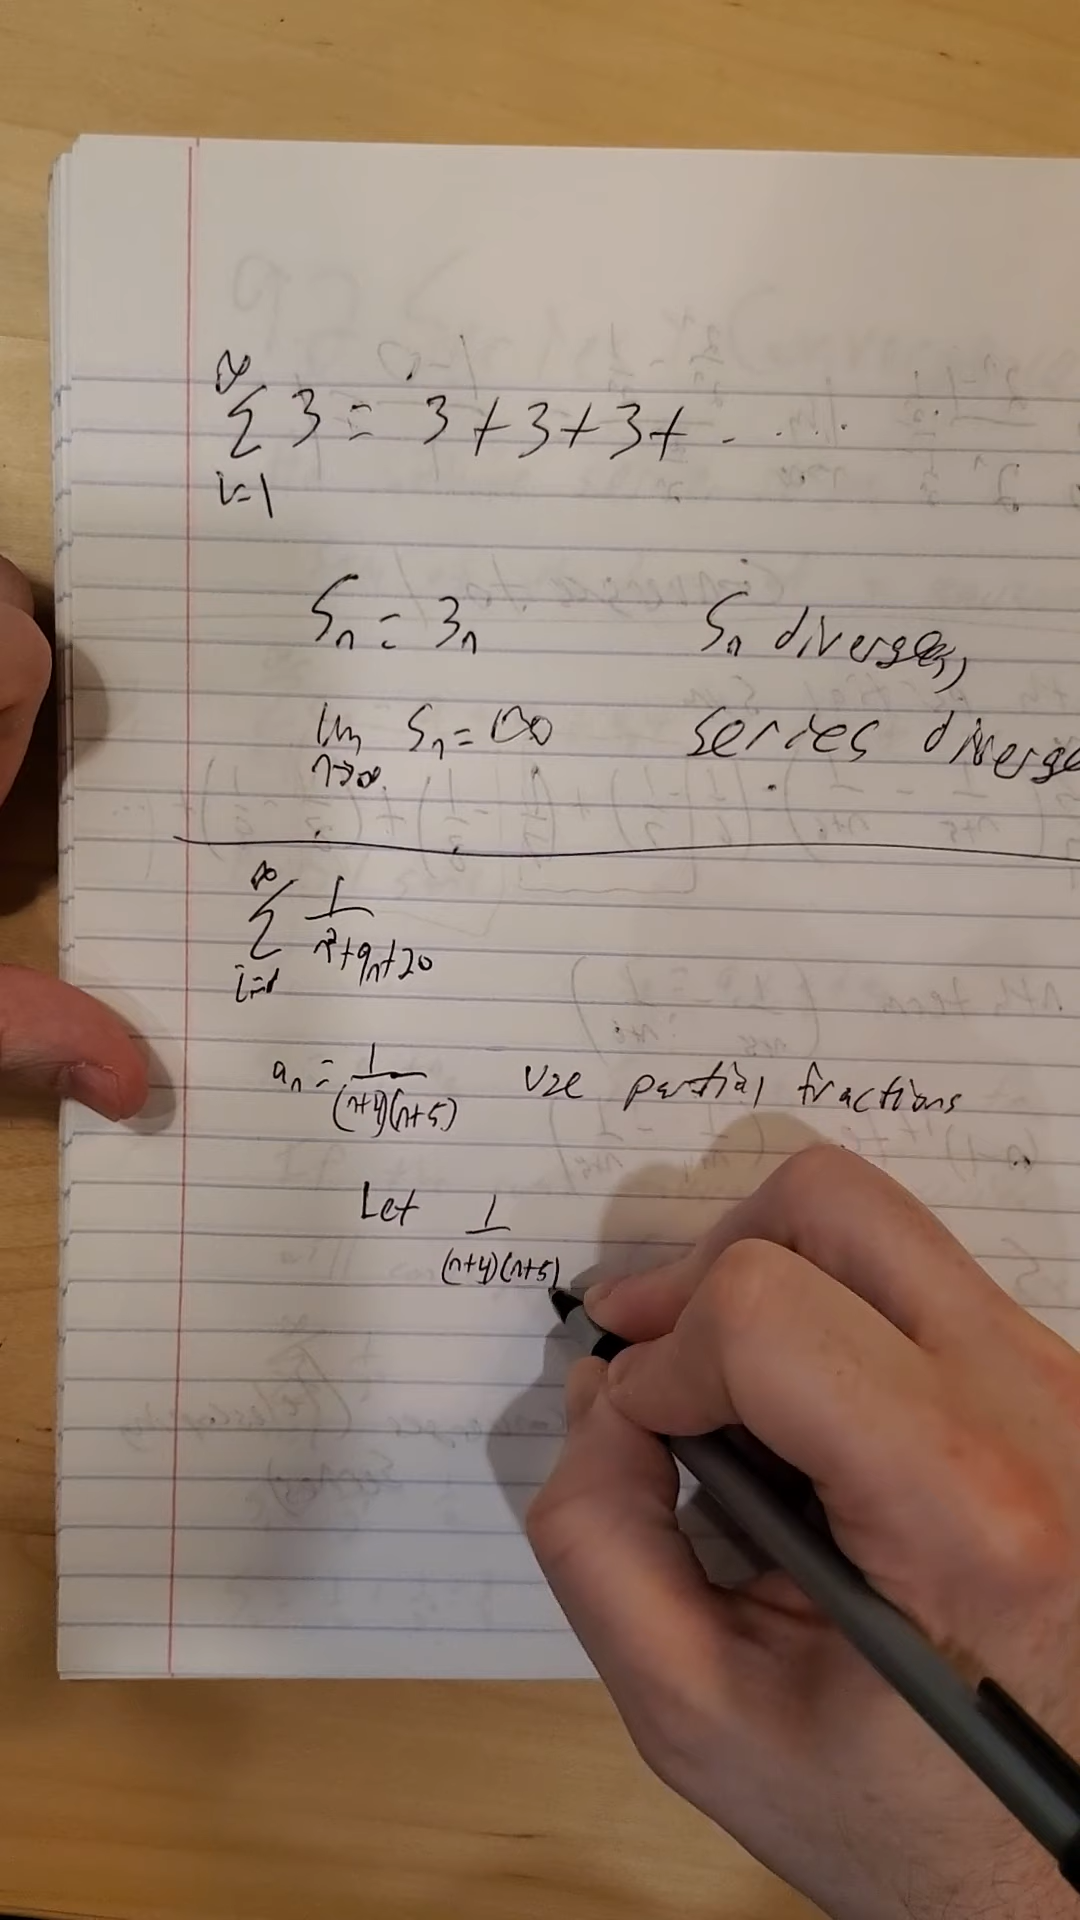 ∞
Σ 3 = 3 + 3 + 3 + - . . . .
i=1
Sₙ = 3ₙ Sₙ diverges,
lim Sₙ = ∞ series diverge
n→∞
∞
Σ 1/(n²+9n+20)
i=1
aₙ = 1/((n+4)(n+5)) Use partial fractions
Let 1/((n+4)(n+5)